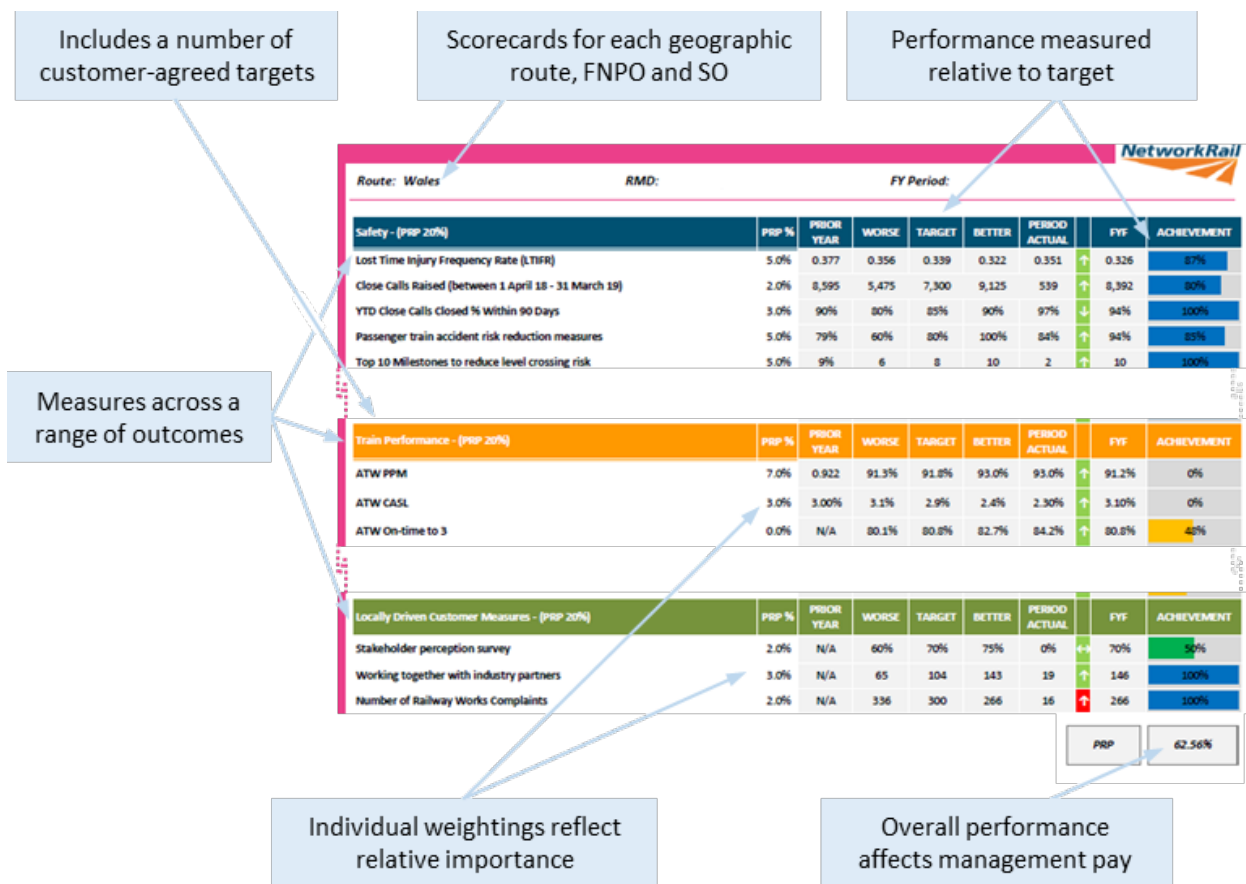 Includes a number of
customer-agreed targets
Scorecards for each geographic
route, FNPO and SO
Performance measured
relative to target
NetworkRail
Route: Wales RMD: FY Period:
Safety - (PRP 20%) PRP % PRIOR YEAR WORSE TARGET BETTER PERIOD ACTUAL FYF ACHIEVEMENT
Lost Time Injury Frequency Rate (LTIFR) 5.0% 0.377 0.356 0.339 0.322 0.351 ↑ 0.326 87%
Close Calls Raised (between 1 April 18 - 31 March 19) 2.0% 8,595 5,475 7,300 9,125 539 ↑ 8,392 80%
YTD Close Calls Closed % Within 90 Days 3.0% 90% 80% 85% 90% 97% ↓ 94% 100%
Passenger train accident risk reduction measures 5.0% 79% 60% 80% 100% 84% ↑ 94% 85%
Top 10 Milestones to reduce level crossing risk 5.0% 9% 6 8 10 2 ↑ 10 100%
Measures across a
range of outcomes
Train Performance - (PRP 20%) PRP % PRIOR YEAR WORSE TARGET BETTER PERIOD ACTUAL FYF ACHIEVEMENT
ATW PPM 7.0% 0.922 91.3% 91.8% 93.0% 93.0% ↑ 91.2% 0%
ATW CASL 3.0% 3.00% 3.1% 2.9% 2.4% 2.30% ↑ 3.10% 0%
ATW On-time to 3 0.0% N/A 80.1% 80.8% 82.7% 84.2% ↑ 80.8% 48%
Locally Driven Customer Measures - (PRP 20%) PRP % PRIOR YEAR WORSE TARGET BETTER PERIOD ACTUAL FYF ACHIEVEMENT
Stakeholder perception survey 2.0% N/A 60% 70% 75% 0% ↔ 70% 50%
Working together with industry partners 3.0% N/A 65 104 143 19 ↑ 146 100%
Number of Railway Works Complaints 2.0% N/A 336 300 266 16 ↑ 266 100%
PRP 62.56%
Individual weightings reflect
relative importance
Overall performance
affects management pay